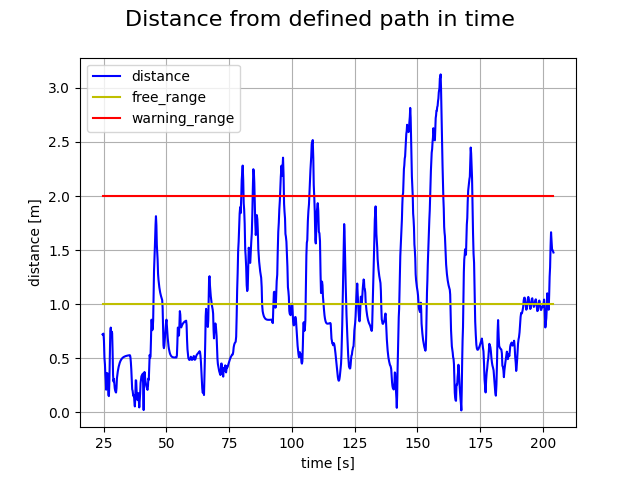 Distance from defined path in time
distance
free_range
warning_range
distance [m]
3.0
2.5
2.0
1.5
1.0
0.5
0.0
25 50 75 100 125 150 175 200
time [s]